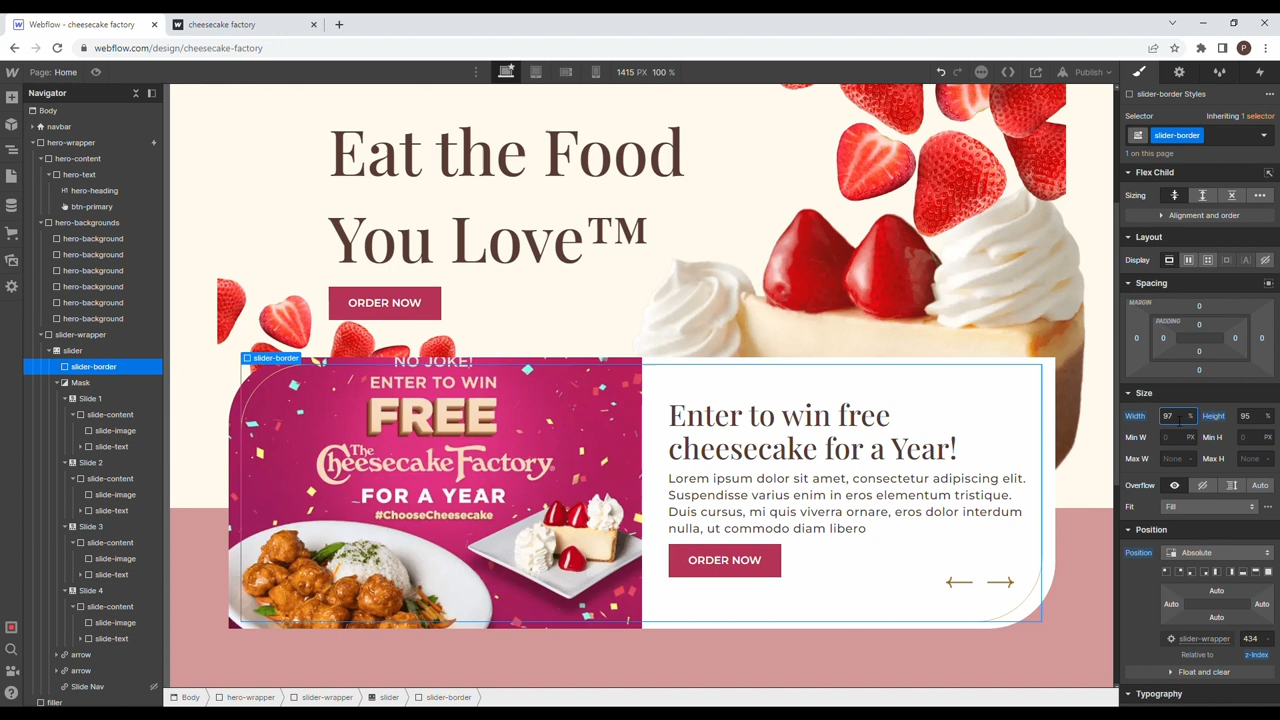 Webflow - cheesecake factory
cheesecake factory
webflow.com/design/cheesecake-factory
P
Page: Home
1415 PX 100 %
Publish
Navigator
Body
navbar
hero-wrapper
hero-content
hero-text
H1 hero-heading
btn-primary
hero-backgrounds
hero-background
hero-background
hero-background
hero-background
hero-background
hero-background
slider-wrapper
slider
slider-border
Mask
Slide 1
slide-content
slide-image
slide-text
Slide 2
slide-content
slide-image
slide-text
Slide 3
slide-content
slide-image
slide-text
Slide 4
slide-content
slide-image
slide-text
arrow
arrow
Slide Nav
filler
Eat the Food
You Love™
ORDER NOW
slider-border
NO JOKE!
ENTER TO WIN
FREE
The
Cheesecake Factory®
FOR A YEAR
#ChooseCheesecake
Enter to win free
cheesecake for a Year!
Lorem ipsum dolor sit amet, consectetur adipiscing elit.
Suspendisse varius enim in eros elementum tristique.
Duis cursus, mi quis viverra ornare, eros dolor interdum
nulla, ut commodo diam libero
ORDER NOW
Body
hero-wrapper
slider-wrapper
slider
slider-border
slider-border Styles
Selector
Inheriting 1 selector
slider-border
1 on this page
Flex Child
Sizing
Alignment and order
Layout
Display
Spacing
MARGIN
0
PADDING
0
0 0 0 0
0
0
Size
Width 97 % Height 95 %
Min W 0 PX Min H 0 PX
Max W None - Max H None -
Overflow Auto
Fit Fill
Position
Position Absolute
Auto
Auto Auto
Auto
slider-wrapper 434 -
Relative to z-Index
Float and clear
Typography